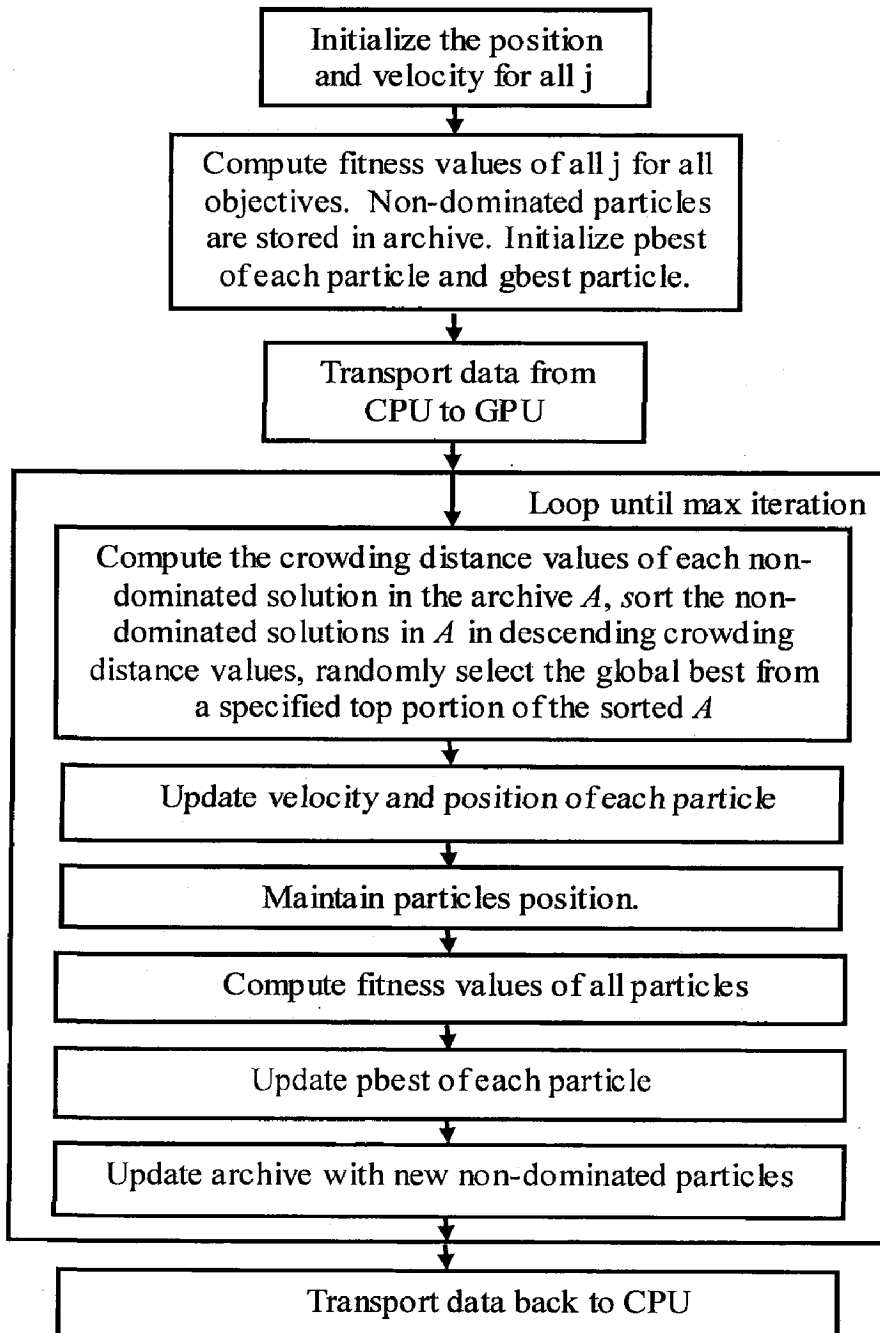 Initialize the position
and velocity for all j
Compute fitness values of all j for all
objectives. Non-dominated particles
are stored in archive. Initialize pbest
of each particle and gbest particle.
Transport data from
CPU to GPU
Loop until max iteration
Compute the crowding distance values of each non-
dominated solution in the archive A, sort the non-
dominated solutions in A in descending crowding
distance values, randomly select the global best from
a specified top portion of the sorted A
Update velocity and position of each particle
Maintain particles position.
Compute fitness values of all particles
Update pbest of each particle
Update archive with new non-dominated particles
Transport data back to CPU